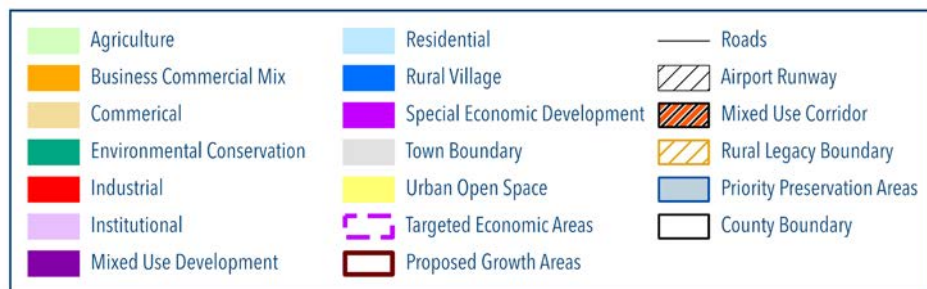 Agriculture
Business Commercial Mix
Commerical
Environmental Conservation
Industrial
Institutional
Mixed Use Development
Residential
Rural Village
Special Economic Development
Town Boundary
Urban Open Space
Targeted Economic Areas
Proposed Growth Areas
Roads
Airport Runway
Mixed Use Corridor
Rural Legacy Boundary
Priority Preservation Areas
County Boundary